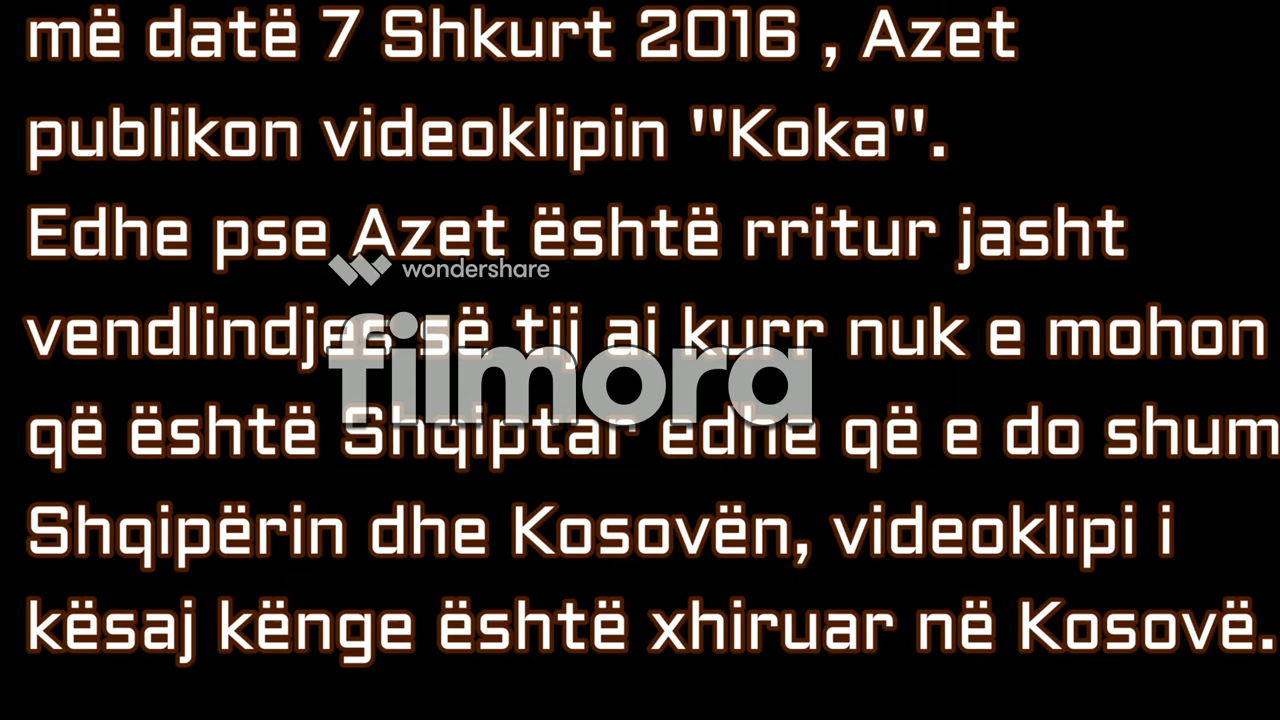 më datë 7 Shkurt 2016 , Azet
publikon videoklipin "Koka".
Edhe pse Azet është rritur jasht
wondershare
vendlindjes së tij ai kurr nuk e mohon
filmora
që është Shqiptar edhe që e do shum
Shqipërin dhe Kosovën, videoklipi i
kësaj kënge është xhiruar në Kosovë.